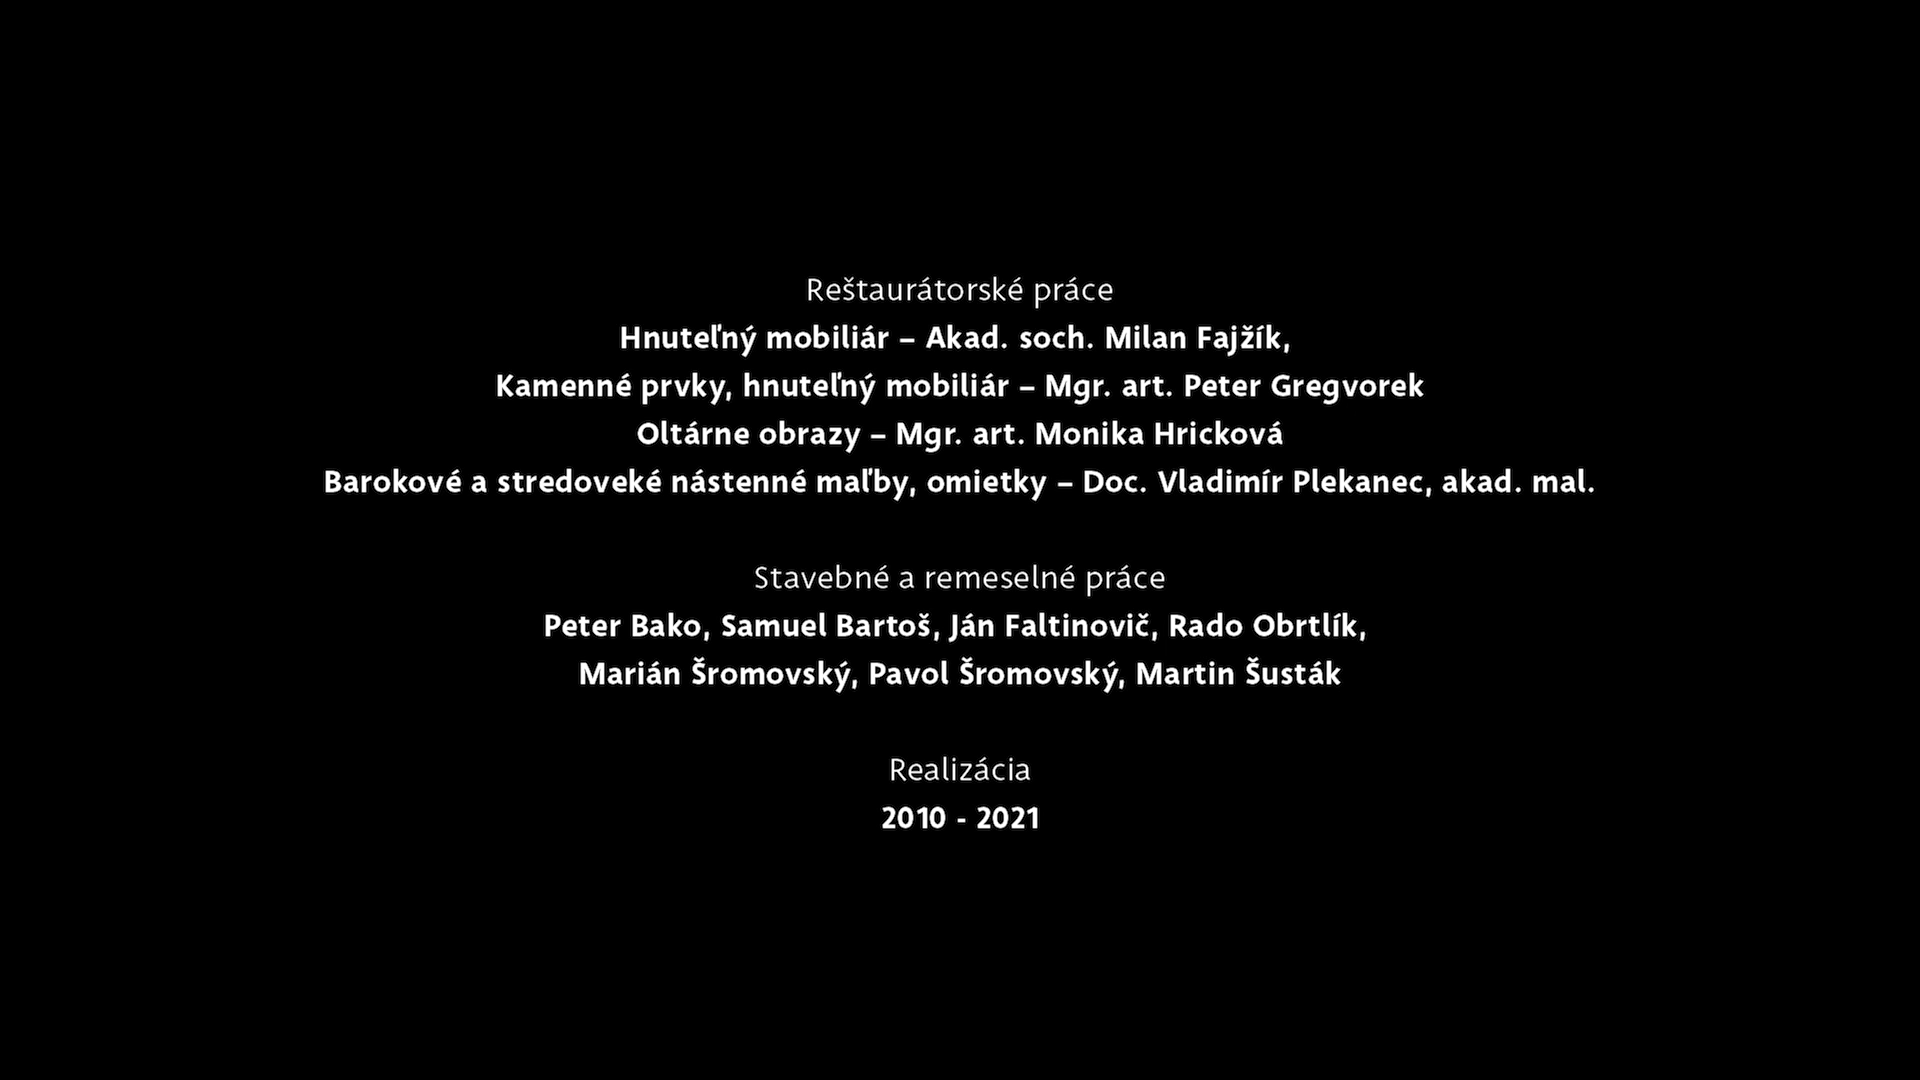 Reštaurátorské práce
Hnuteľný mobiliár – Akad. soch. Milan Fajžík,
Kamenné prvky, hnuteľný mobiliár – Mgr. art. Peter Gregvorek
Oltárne obrazy – Mgr. art. Monika Hricková
Barokové a stredoveké nástenné maľby, omietky – Doc. Vladimír Plekanec, akad. mal.
Stavebné a remeselné práce
Peter Bako, Samuel Bartoš, Ján Faltinovič, Rado Obrtlík,
Marián Šromovský, Pavol Šromovský, Martin Šusták
Realizácia
2010 - 2021